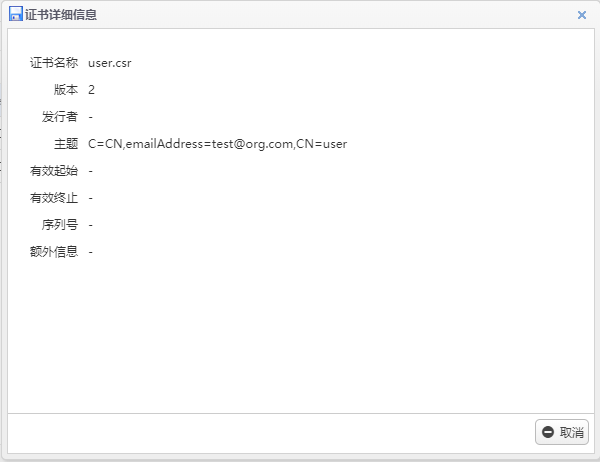 证书详细信息
证书名称 user.csr
版本 2
发行者 -
主题 C=CN,emailAddress=test@org.com,CN=user
有效起始 -
有效终止 -
序列号 -
额外信息 -
取消